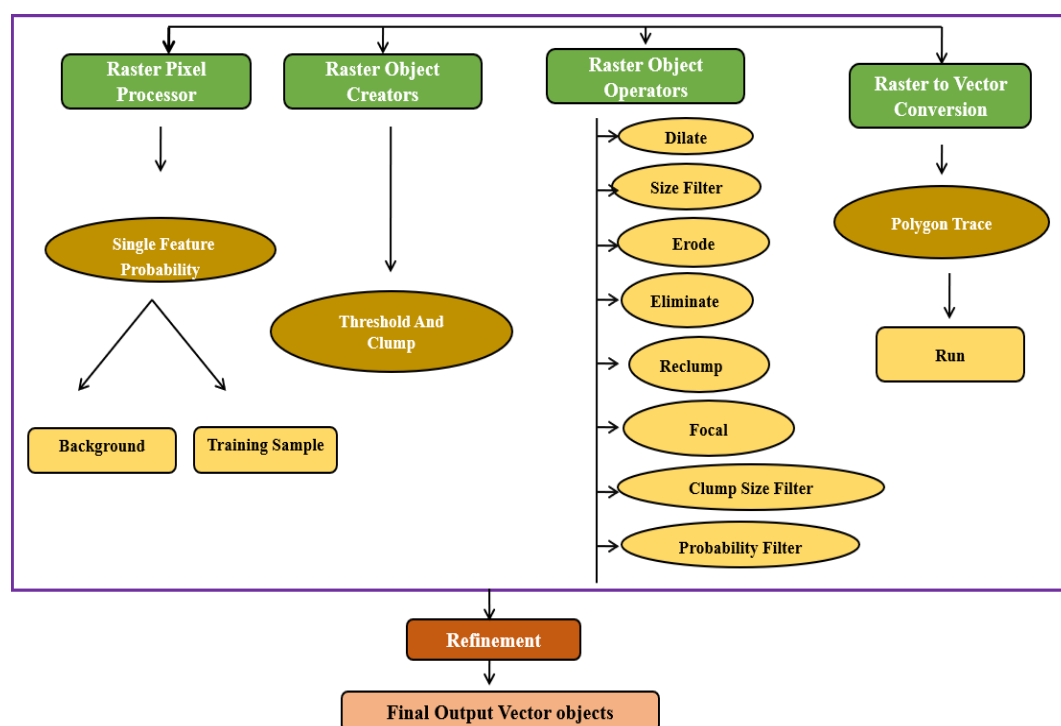 Raster Pixel
Processor
Raster Object
Creators
Raster Object
Operators
Raster to Vector
Conversion
Single Feature
Probability
Background
Training Sample
Threshold And
Clump
Dilate
Size Filter
Erode
Eliminate
Reclump
Focal
Clump Size Filter
Probability Filter
Polygon Trace
Run
Refinement
Final Output Vector objects